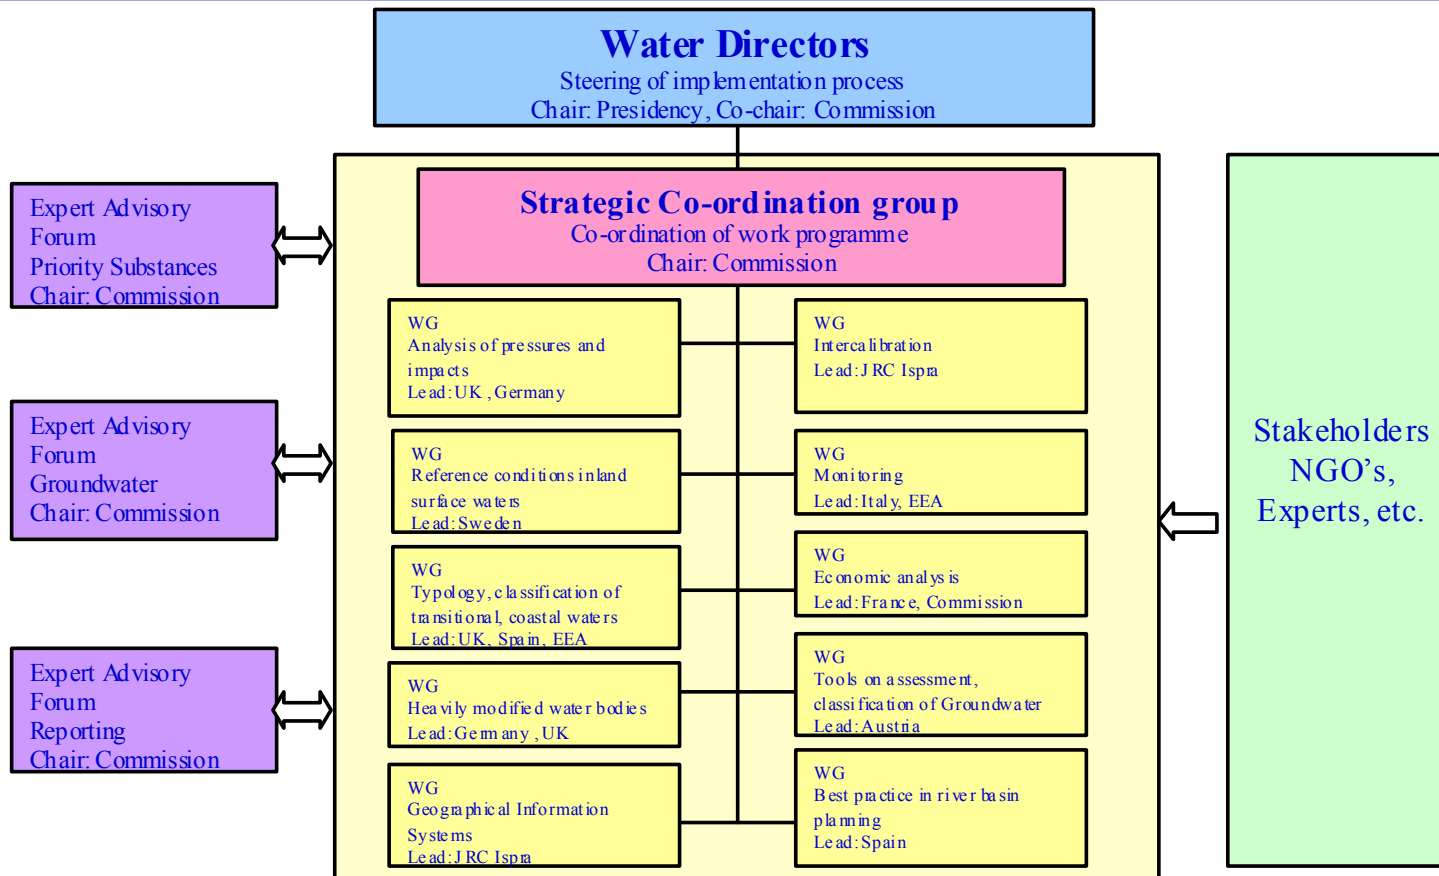 Water Directors
Steering of implementation process
Chair: Presidency, Co-chair: Commission
Strategic Co-ordination group
Co-ordination of work programme
Chair: Commission
Expert Advisory
Forum
Priority Substances
Chair: Commission
Expert Advisory
Forum
Groundwater
Chair: Commission
Expert Advisory
Forum
Reporting
Chair: Commission
WG
Analysis of pressures and
impacts
Lead: UK , Germany
WG
Reference conditions inland
surface waters
Lead: Sweden
WG
Typology, classification of
transitional, coastal waters
Lead: UK, Spain, EEA
WG
Heavily modified water bodies
Lead: Germany , UK
WG
Geographical Information
Systems
Lead: JRC Ispra
WG
Intercalibration
Lead: JRC Ispra
WG
Monitoring
Lead: Italy, EEA
WG
Economic analysis
Lead: France, Commission
WG
Tools on assessment,
classification of Groundwater
Lead: Austria
WG
Best practice in river basin
planning
Lead: Spain
Stakeholders
NGO’s,
Experts, etc.